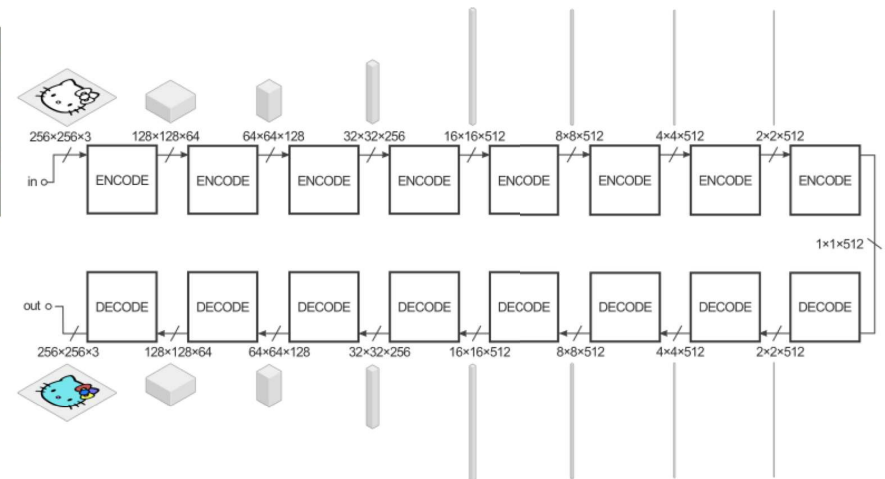 256×256×3 128×128×64 64×64×128 32×32×256 16×16×512 8×8×512 4×4×512 2×2×512
in ENCODE ENCODE ENCODE ENCODE ENCODE ENCODE ENCODE ENCODE
1×1×512
out DECODE DECODE DECODE DECODE DECODE DECODE DECODE DECODE
256×256×3 128×128×64 64×64×128 32×32×256 16×16×512 8×8×512 4×4×512 2×2×512